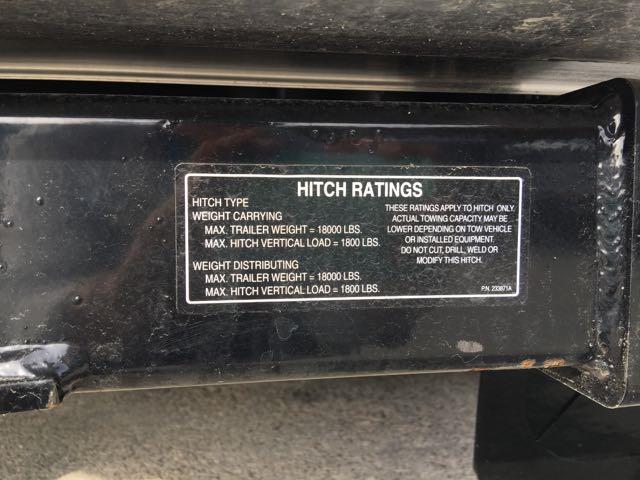 HITCH RATINGS
HITCH TYPE
WEIGHT CARRYING
MAX. TRAILER WEIGHT = 18000 LBS.
MAX. HITCH VERTICAL LOAD = 1800 LBS.
WEIGHT DISTRIBUTING
MAX. TRAILER WEIGHT = 18000 LBS.
MAX. HITCH VERTICAL LOAD = 1800 LBS.
THESE RATINGS APPLY TO HITCH ONLY.
ACTUAL TOWING CAPACITY MAY BE
LOWER DEPENDING ON TOW VEHICLE
OR INSTALLED EQUIPMENT.
DO NOT CUT, DRILL, WELD OR
MODIFY THIS HITCH.
P.N. 233871A